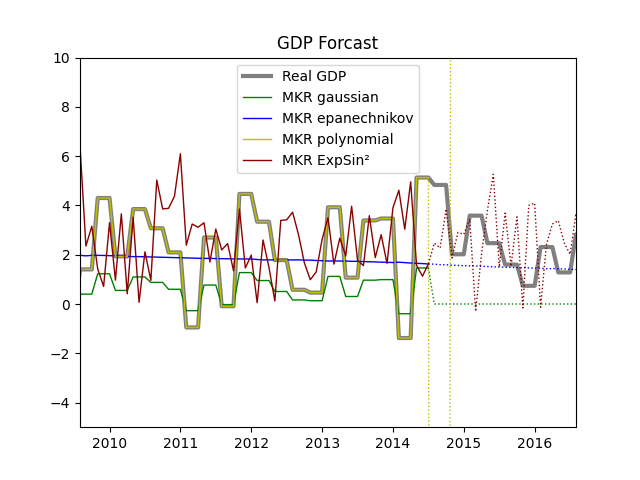 GDP Forcast
Real GDP
MKR gaussian
MKR epanechnikov
MKR polynomial
MKR ExpSin²
10
8
6
4
2
0
−2
−4
2010 2011 2012 2013 2014 2015 2016